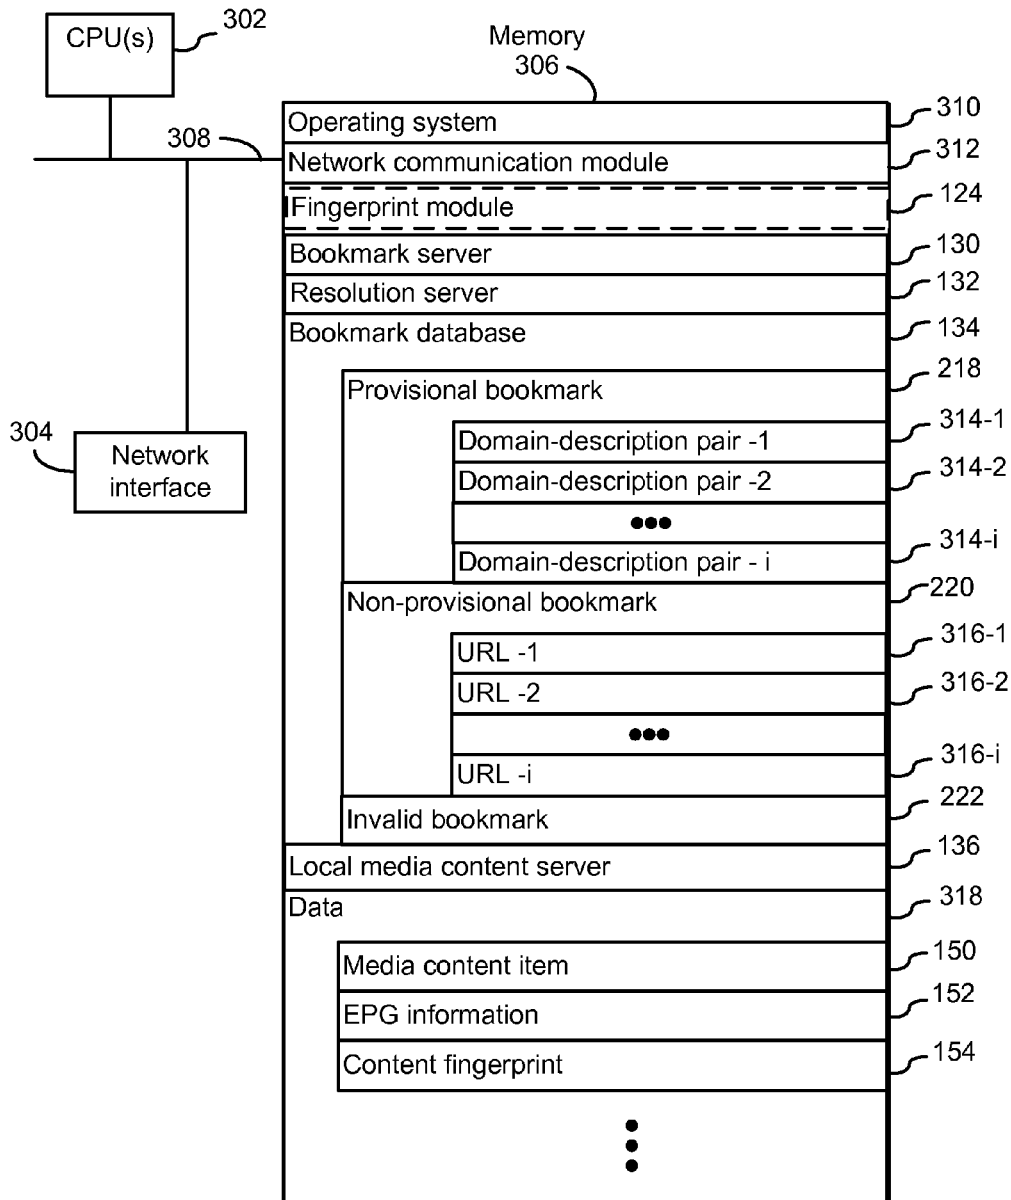 CPU(s)
302
Memory
306
308
Operating system
310
Network communication module
312
Fingerprint module
124
Bookmark server
130
Resolution server
132
Bookmark database
134
Provisional bookmark
218
Domain-description pair -1
314-1
Domain-description pair -2
314-2
Domain-description pair - i
314-i
304
Network
interface
Non-provisional bookmark
220
URL -1
316-1
URL -2
316-2
URL -i
316-i
Invalid bookmark
222
Local media content server
136
Data
318
Media content item
150
EPG information
152
Content fingerprint
154